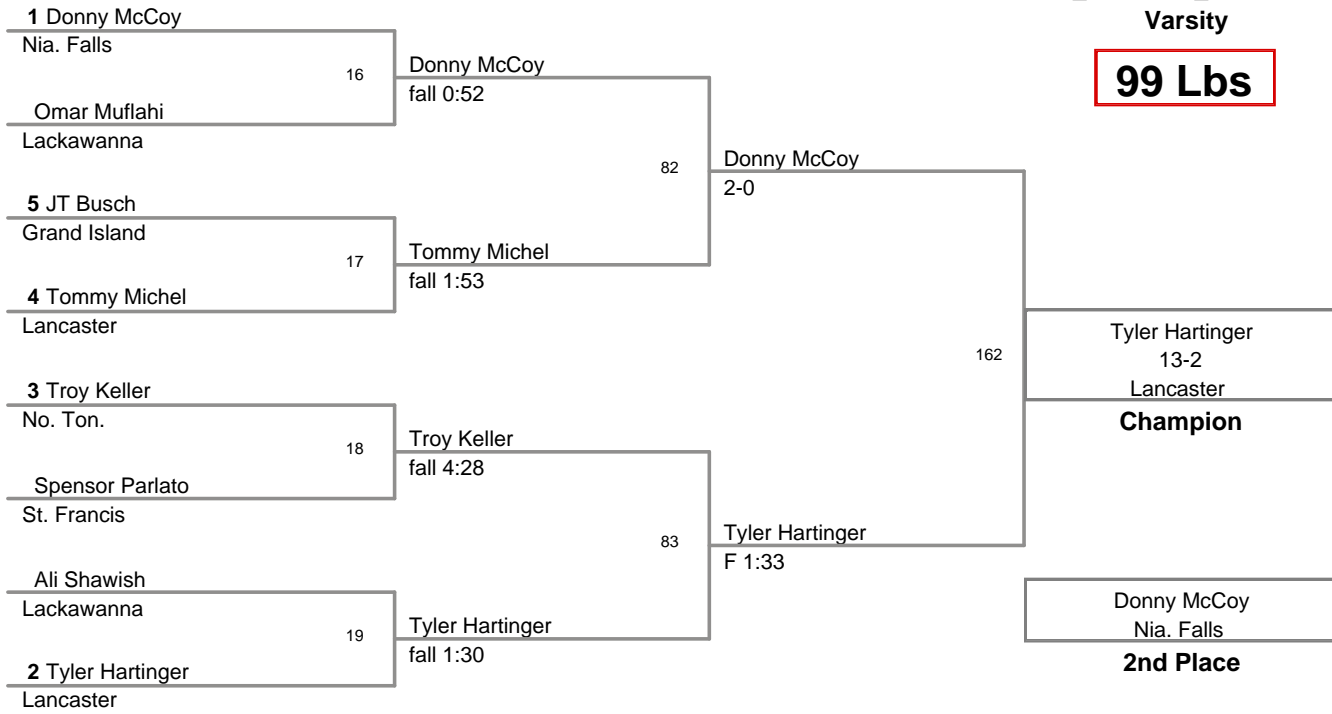 Varsity
99 Lbs
1 Donny McCoy
Nia. Falls
16
Omar Muflahi
Lackawanna
5 JT Busch
Grand Island
17
4 Tommy Michel
Lancaster
3 Troy Keller
No. Ton.
18
Spensor Parlato
St. Francis
Ali Shawish
Lackawanna
19
2 Tyler Hartinger
Lancaster
Donny McCoy
fall 0:52
82
Tommy Michel
fall 1:53
Troy Keller
fall 4:28
83
Tyler Hartinger
fall 1:30
Donny McCoy
2-0
162
Tyler Hartinger
F 1:33
Tyler Hartinger
13-2
Lancaster
Champion
Donny McCoy
Nia. Falls
2nd Place